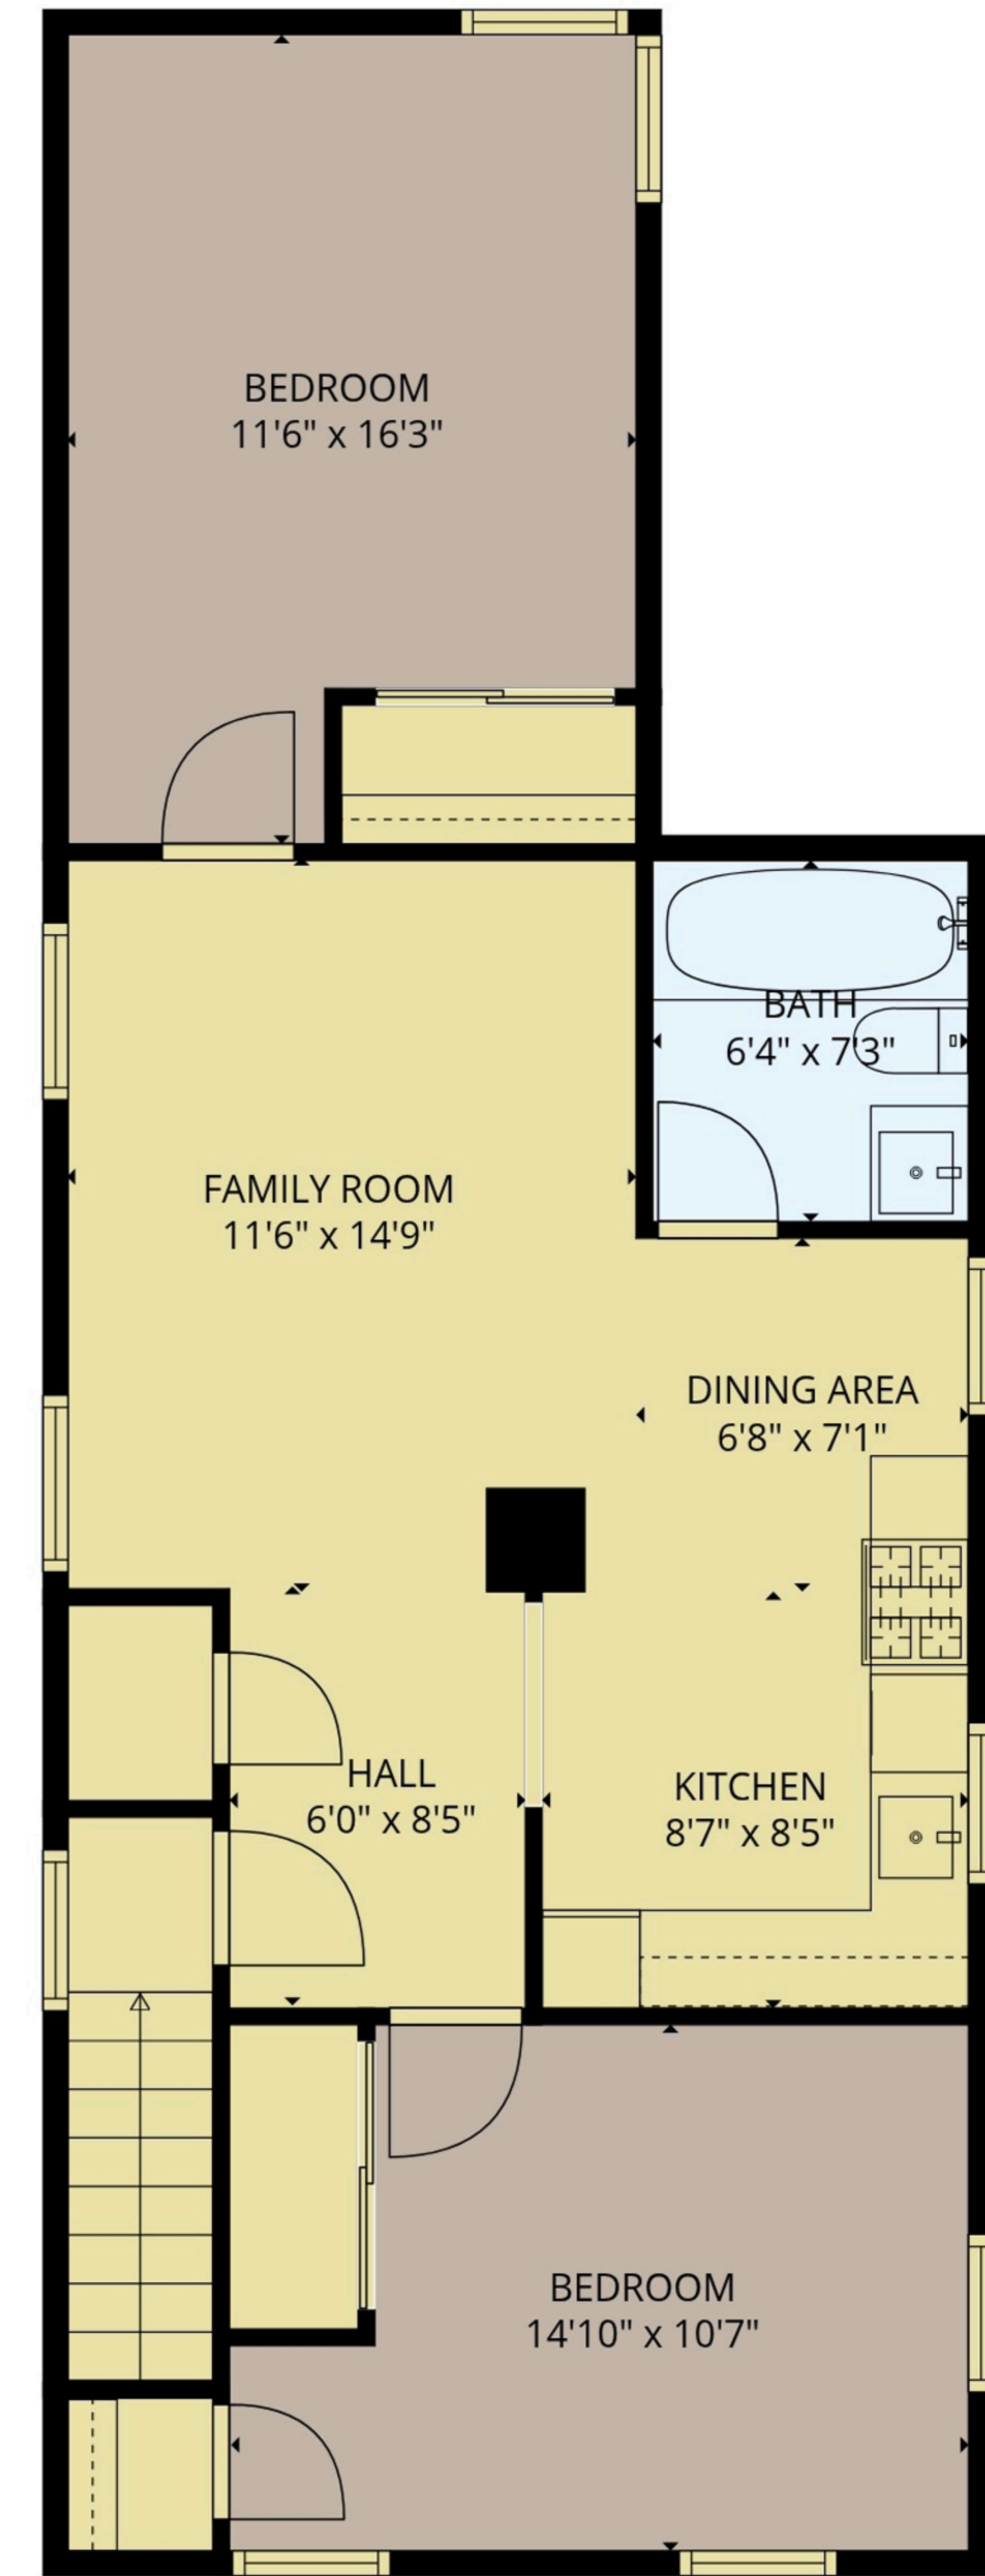 BEDROOM
11'6" x 16'3"
BATH
6'4" x 7'3"
FAMILY ROOM
11'6" x 14'9"
DINING AREA
6'8" x 7'1"
HALL
6'0" x 8'5"
KITCHEN
8'7" x 8'5"
BEDROOM
14'10" x 10'7"